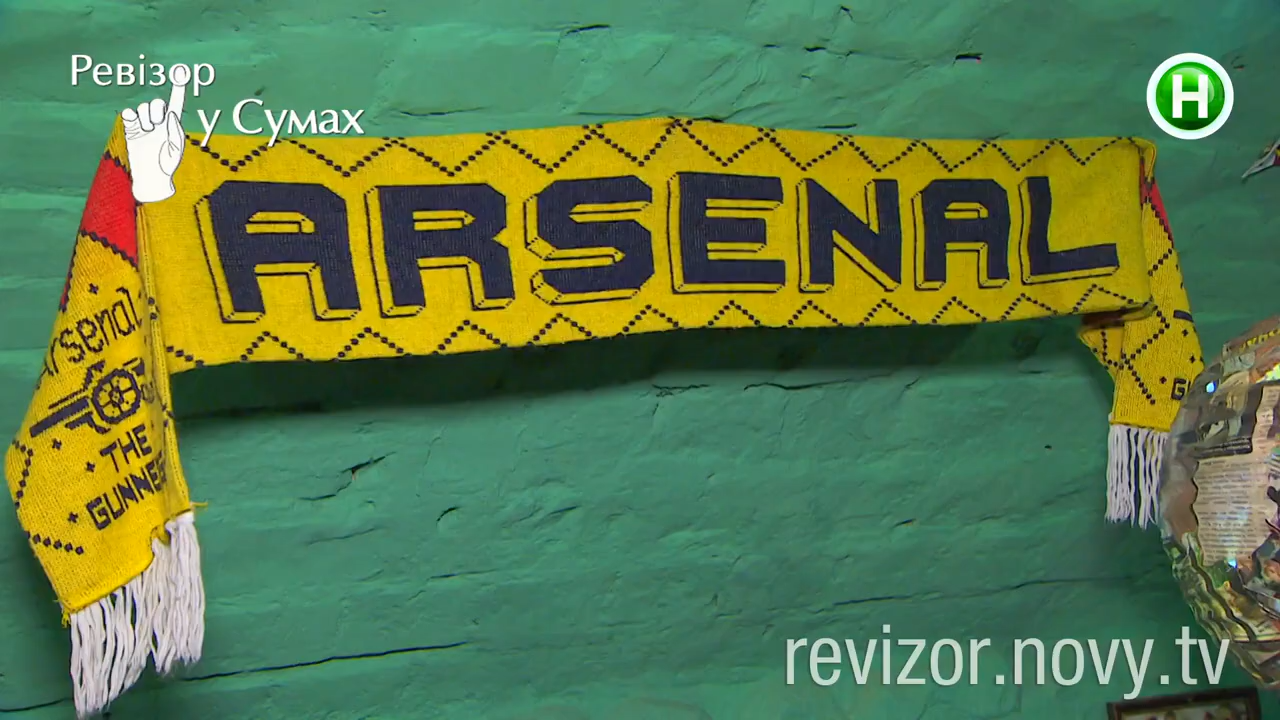 Ревізор
у Сумах
H
ARSENAL
Arsenal
THE
GUNNERS
G
revizor.novy.tv